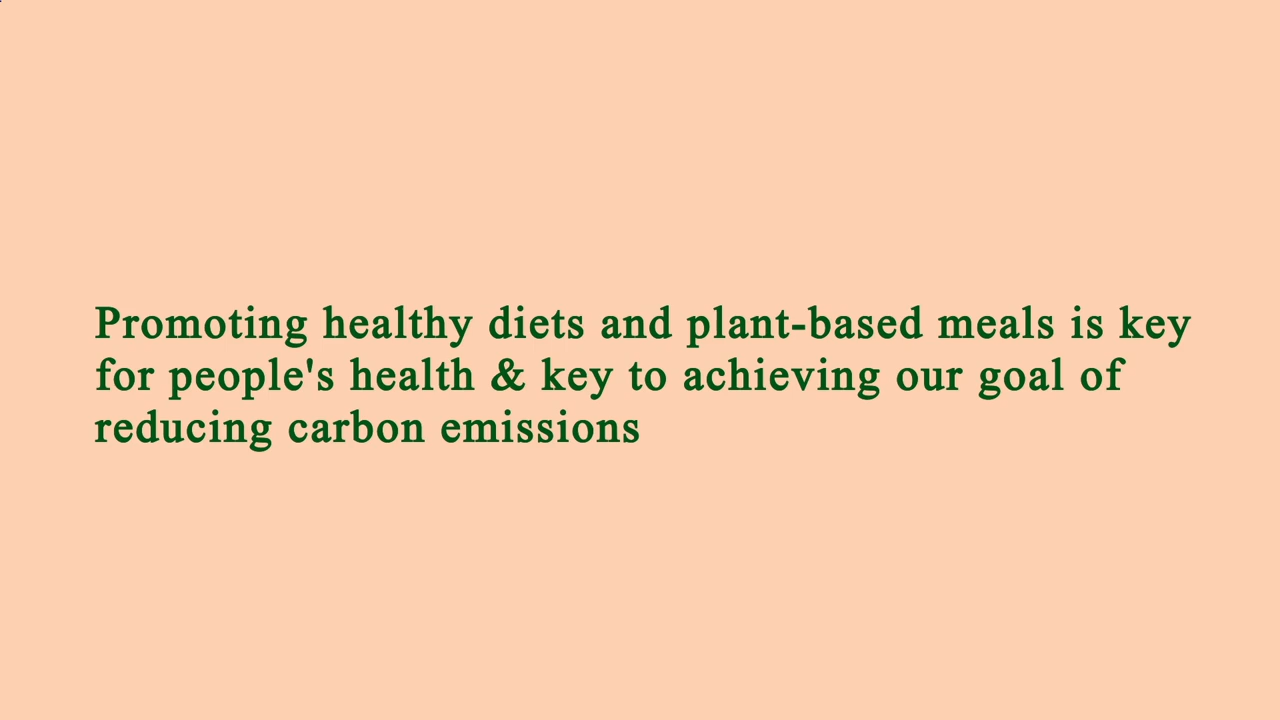 Promoting healthy diets and plant-based meals is key
for people's health & key to achieving our goal of
reducing carbon emissions